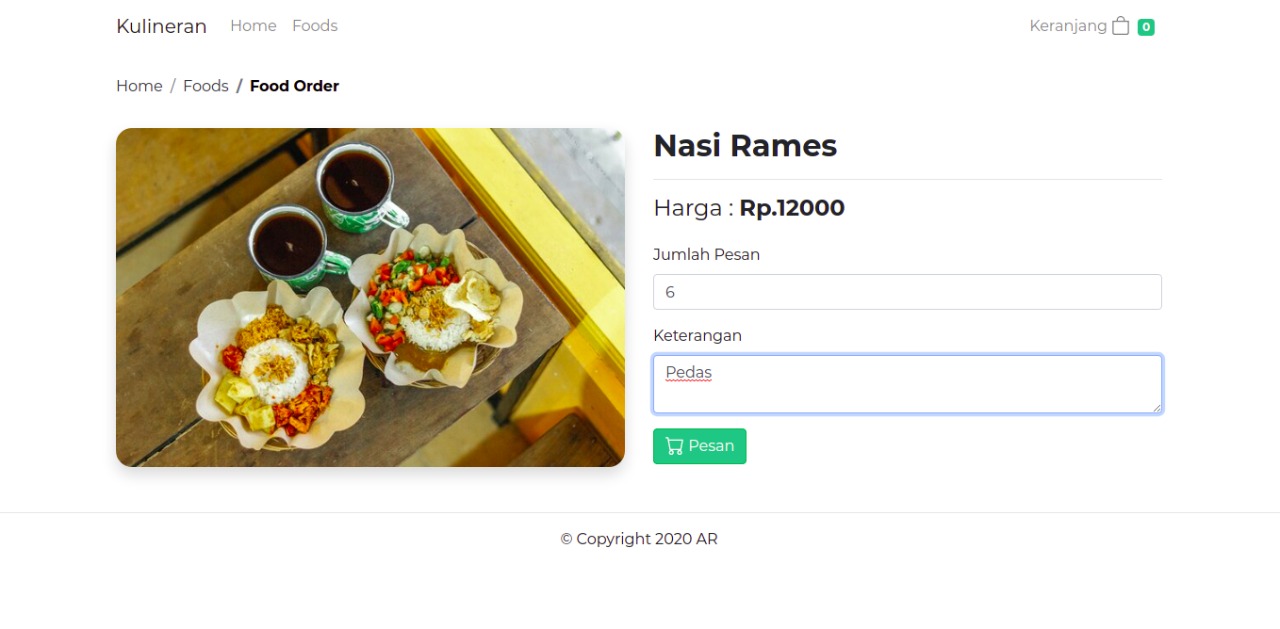 Kulineran Home Foods Keranjang 0
Home / Foods / Food Order
Nasi Rames
Harga : Rp.12000
Jumlah Pesan
6
Keterangan
Pedas
Pesan
© Copyright 2020 AR